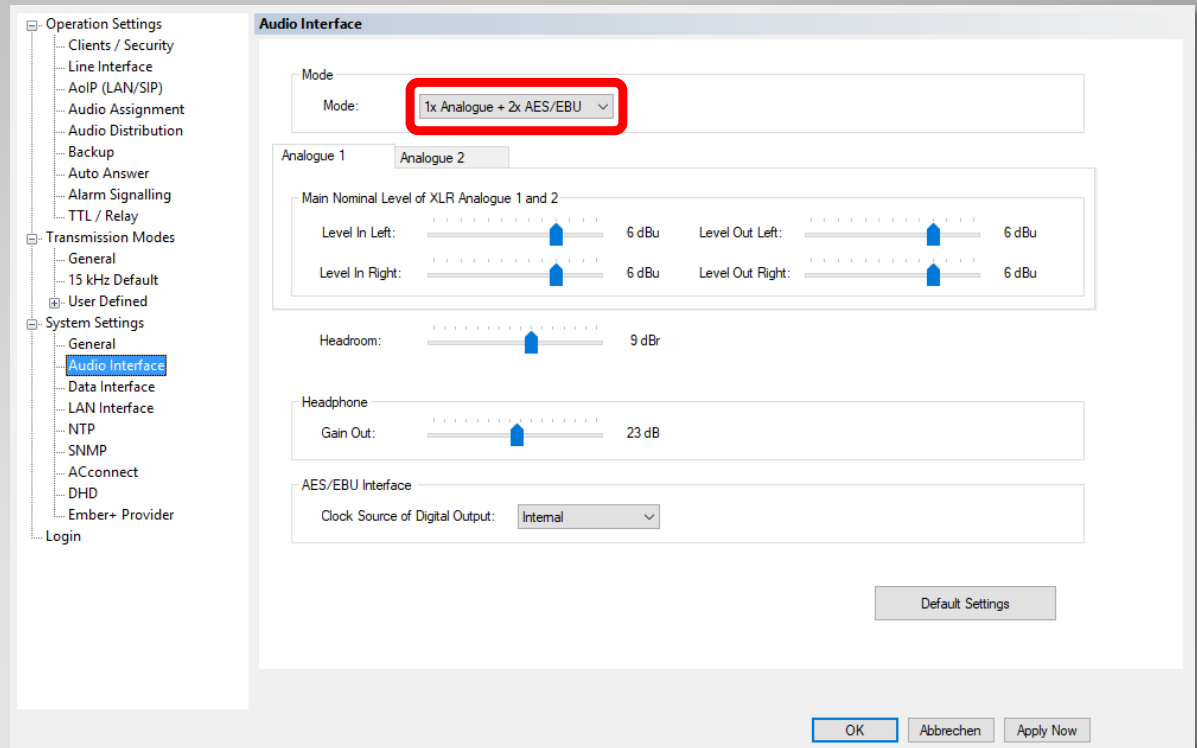 Operation Settings
Clients / Security
Line Interface
AoIP (LAN/SIP)
Audio Assignment
Audio Distribution
Backup
Auto Answer
Alarm Signalling
TTL / Relay
Transmission Modes
General
15 kHz Default
User Defined
System Settings
General
Audio Interface
Data Interface
LAN Interface
NTP
SNMP
ACconnect
DHD
Ember+ Provider
Login
Audio Interface
Mode
Mode: 1x Analogue + 2x AES/EBU
Analogue 1 Analogue 2
Main Nominal Level of XLR Analogue 1 and 2
Level In Left: 6 dBu Level Out Left: 6 dBu
Level In Right: 6 dBu Level Out Right: 6 dBu
Headroom: 9 dBr
Headphone
Gain Out: 23 dB
AES/EBU Interface
Clock Source of Digital Output: Internal
Default Settings
OK Abbrechen Apply Now